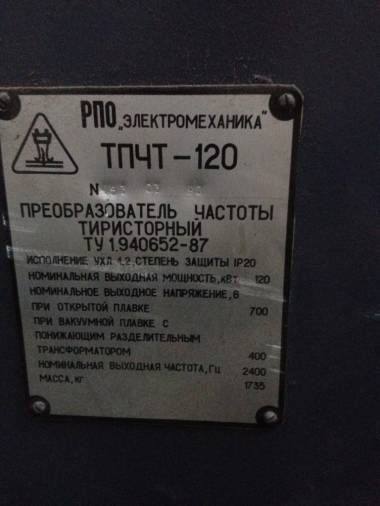 РПО „ЭЛЕКТРОМЕХАНИКА"
ТПЧТ-120
N
ПРЕОБРАЗОВАТЕЛЬ ЧАСТОТЫ
ТИРИСТОРНЫЙ
ТУ 1.940652-87
ИСПОЛНЕНИЕ УХЛ 1.2, СТЕПЕНЬ ЗАЩИТЫ IP20
НОМИНАЛЬНАЯ ВЫХОДНАЯ МОЩНОСТЬ, кВт 120
НОМИНАЛЬНОЕ ВЫХОДНОЕ НАПРЯЖЕНИЕ, В
ПРИ ОТКРЫТОЙ ПЛАВКЕ 700
ПРИ ВАКУУМНОЙ ПЛАВКЕ С
ПОНИЖАЮЩИМ РАЗДЕЛИТЕЛЬНЫМ
ТРАНСФОРМАТОРОМ 400
НОМИНАЛЬНАЯ ВЫХОДНАЯ ЧАСТОТА, Гц 2400
МАССА, кг 1735